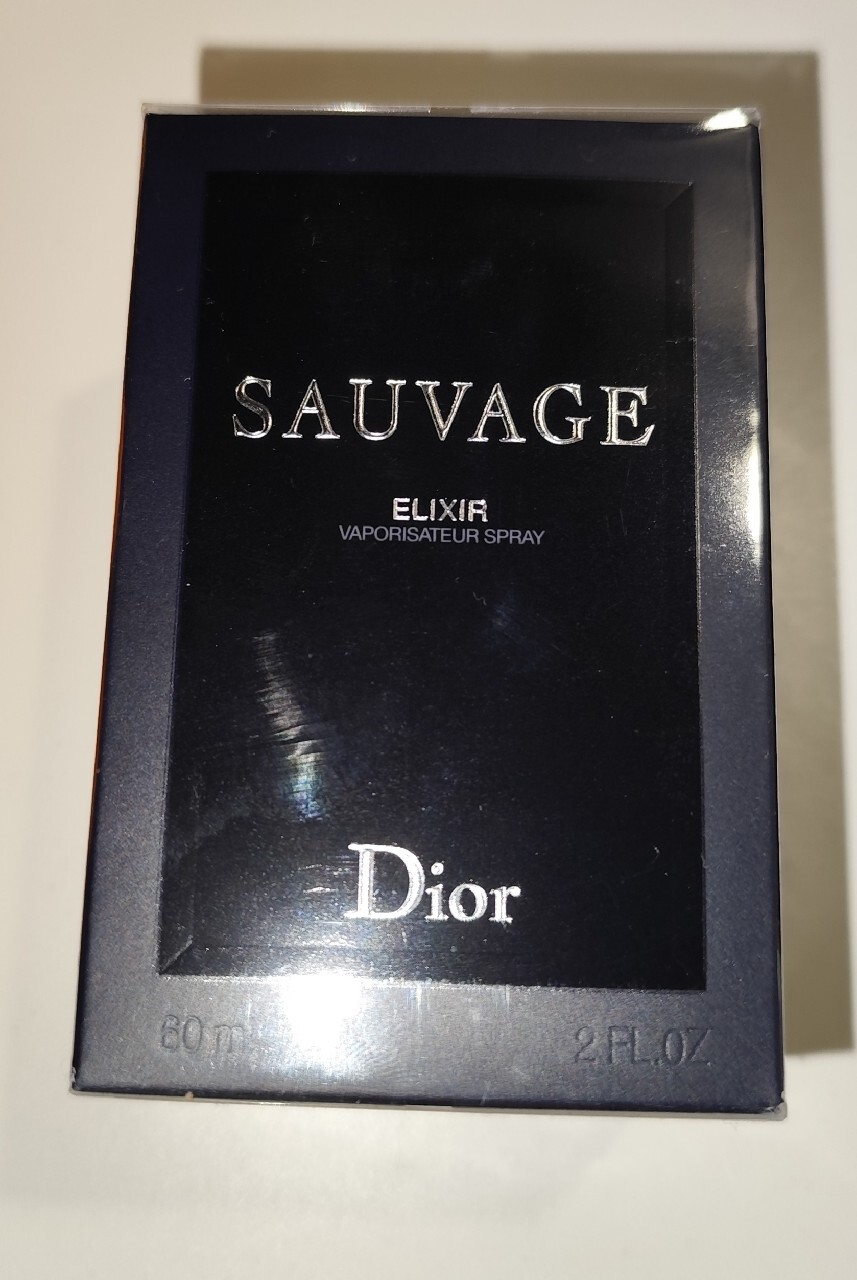 SAUVAGE
ELIXIR
VAPORISATEUR SPRAY
Dior
60 m
2 FL.OZ